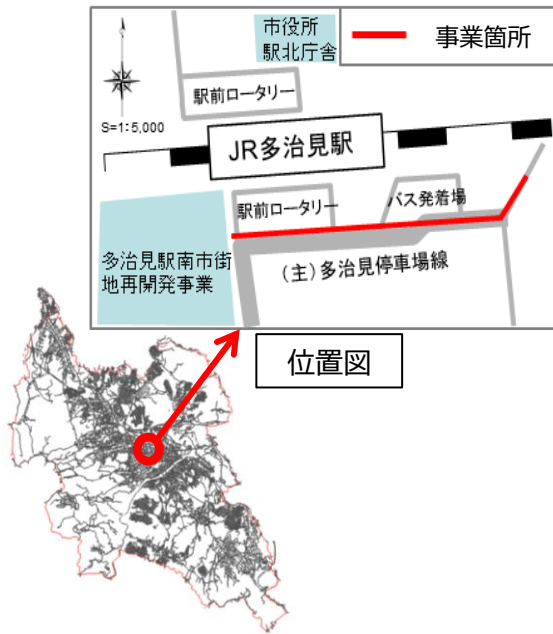 市役所
駅北庁舎
事業箇所
駅前ロータリー
S=1:5,000
JR多治見駅
駅前ロータリー
バス発着場
多治見駅南市街
地再開発事業
(主)多治見停車場線
位置図